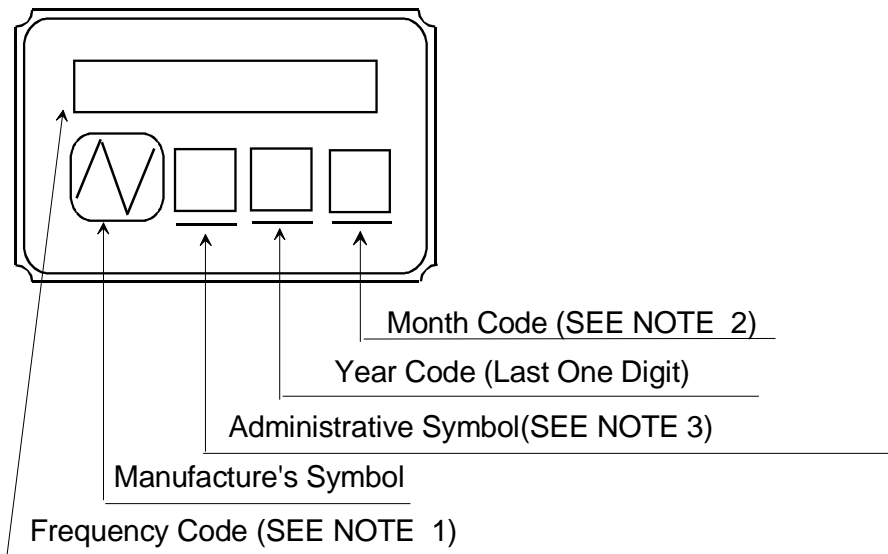 Month Code (SEE NOTE 2)
Year Code (Last One Digit)
Administrative Symbol(SEE NOTE 3)
Manufacture's Symbol
Frequency Code (SEE NOTE 1)